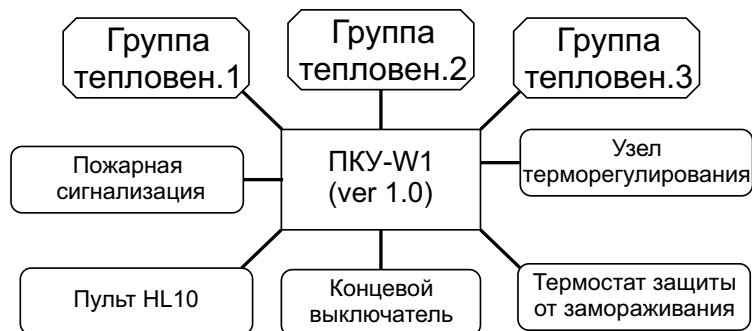 Группа
тепловен.1
Группа
тепловен.2
Группа
тепловен.3
Пожарная
сигнализация
ПКУ-W1
(ver 1.0)
Узел
терморегулирования
Пульт HL10
Концевой
выключатель
Термостат защиты
от замораживания